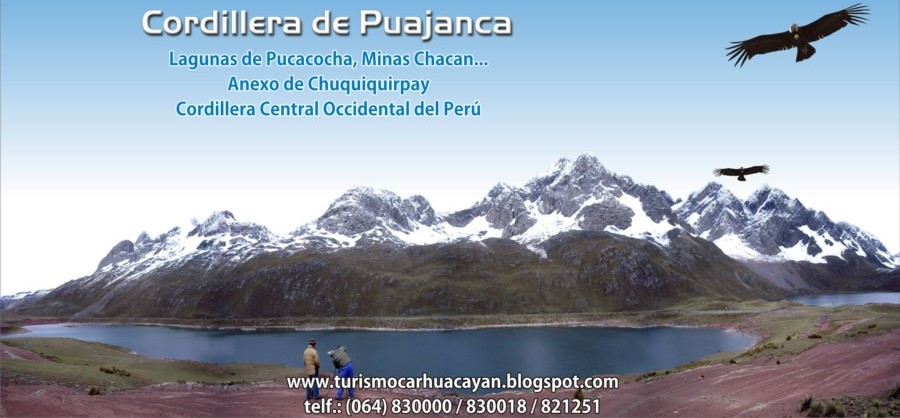 Cordillera de Puajanca
Lagunas de Pucacocha, Minas Chacan...
Anexo de Chuquiquirpay
Cordillera Central Occidental del Perú
www.turismocarhuacayan.blogspot.com
telf.: (064) 830000 / 830018 / 821251